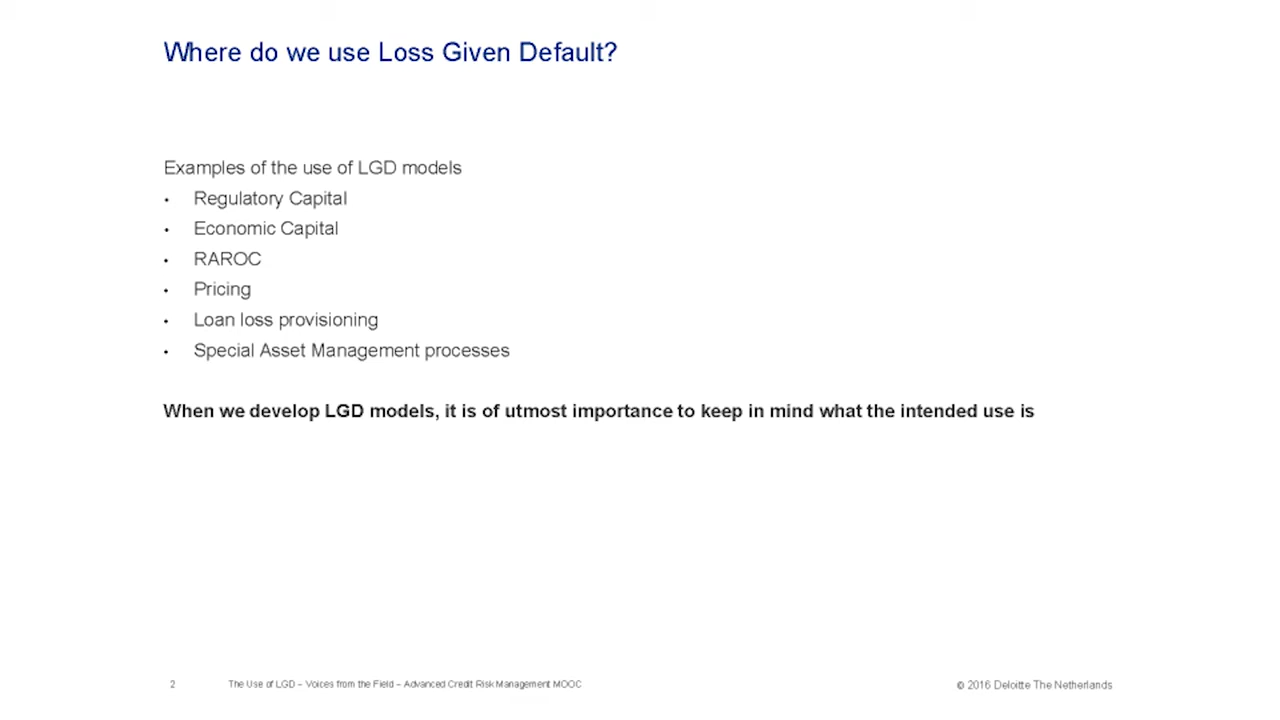 Where do we use Loss Given Default?
Examples of the use of LGD models
• Regulatory Capital
• Economic Capital
• RAROC
• Pricing
• Loan loss provisioning
• Special Asset Management processes
When we develop LGD models, it is of utmost importance to keep in mind what the intended use is
2 The Use of LGD – Voices from the Field – Advanced Credit Risk Management MOOC © 2016 Deloitte The Netherlands